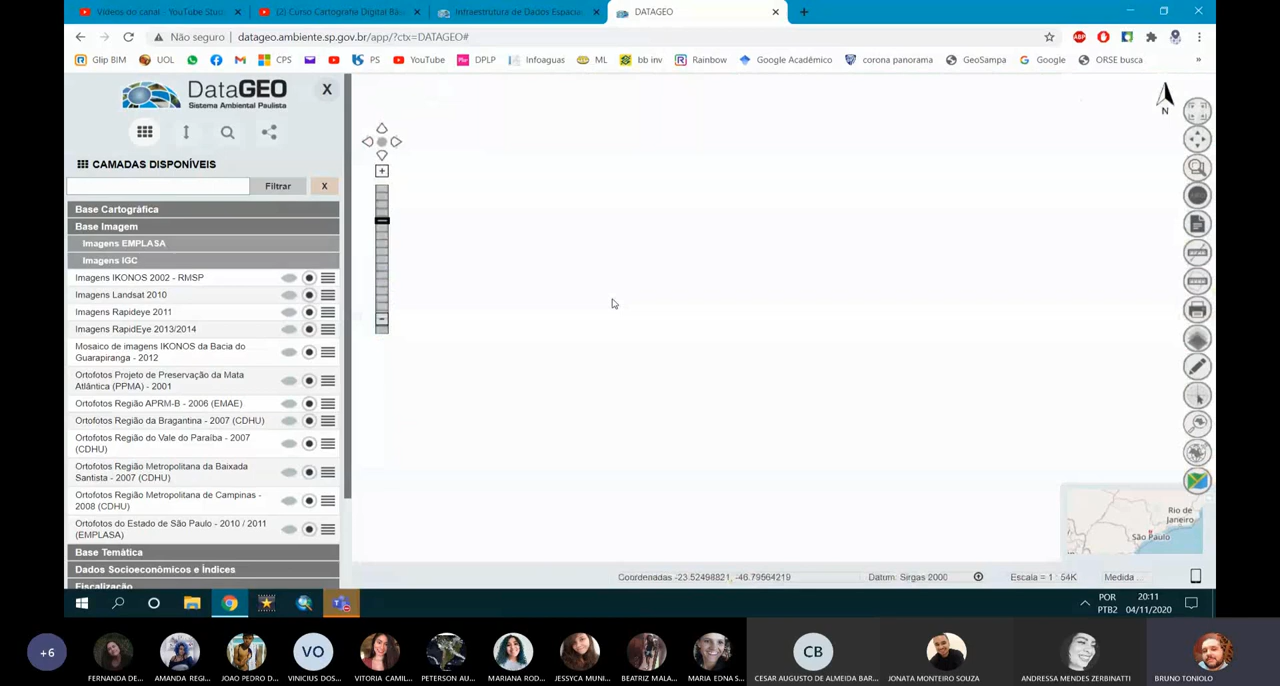 Vídeos do canal - YouTube Stud
(2) Curso Cartografia Digital Bás
Infraestrutura de Dados Espacia
DATAGEO
Não seguro
datageo.ambiente.sp.gov.br/app/?ctx=DATAGEO#
Glip BIM
UOL
CPS
PS
YouTube
DPLP
Infoaguas
ML
bb inv
Rainbow
Google Acadêmico
corona panorama
GeoSampa
Google
ORSE busca
»
DataGEO
Sistema Ambiental Paulista
X
N
CAMADAS DISPONÍVEIS
Filtrar
X
Base Cartográfica
Base Imagem
Imagens EMPLASA
Imagens IGC
Imagens IKONOS 2002 - RMSP
Imagens Landsat 2010
Imagens Rapideye 2011
Imagens RapidEye 2013/2014
Mosaico de imagens IKONOS da Bacia do
Guarapiranga - 2012
Ortofotos Projeto de Preservação da Mata
Atlântica (PPMA) - 2001
Ortofotos Região APRM-B - 2006 (EMAE)
Ortofotos Região da Bragantina - 2007 (CDHU)
Ortofotos Região do Vale do Paraíba - 2007
(CDHU)
Ortofotos Região Metropolitana da Baixada
Santista - 2007 (CDHU)
Ortofotos Região Metropolitana de Campinas -
2008 (CDHU)
Ortofotos do Estado de São Paulo - 2010 / 2011
(EMPLASA)
Base Temática
Dados Socioeconômicos e Índices
Fiscalização
Rio de
Janeiro
São Paulo
Coordenadas -23.52498821, -46.79564219
Datum: Sirgas 2000
Escala = 1 : 54K
Medida ...
POR
PTB2
20:11
04/11/2020
+6
VO
CB
FERNANDA DE...
AMANDA REGI...
JOAO PEDRO D...
VINICIUS DOS...
VITORIA CAMIL...
PETERSON AU...
MARIANA ROD...
JESSYCA MUNI...
BEATRIZ MALA...
MARIA EDNA S...
CESAR AUGUSTO DE ALMEIDA BAR...
JONATA MONTEIRO SOUZA
ANDRESSA MENDES ZERBINATTI
BRUNO TONIOLO